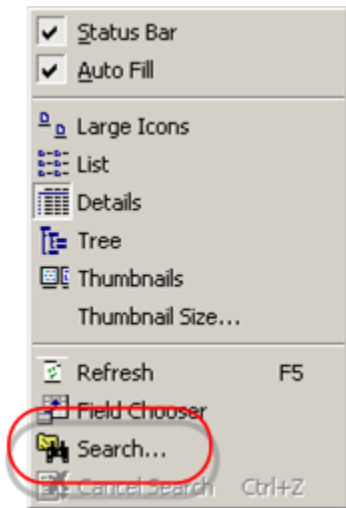 Status Bar
Auto Fill
Large Icons
List
Details
Tree
Thumbnails
Thumbnail Size...
Refresh F5
Field Chooser
Search...
Cancel Search Ctrl+Z